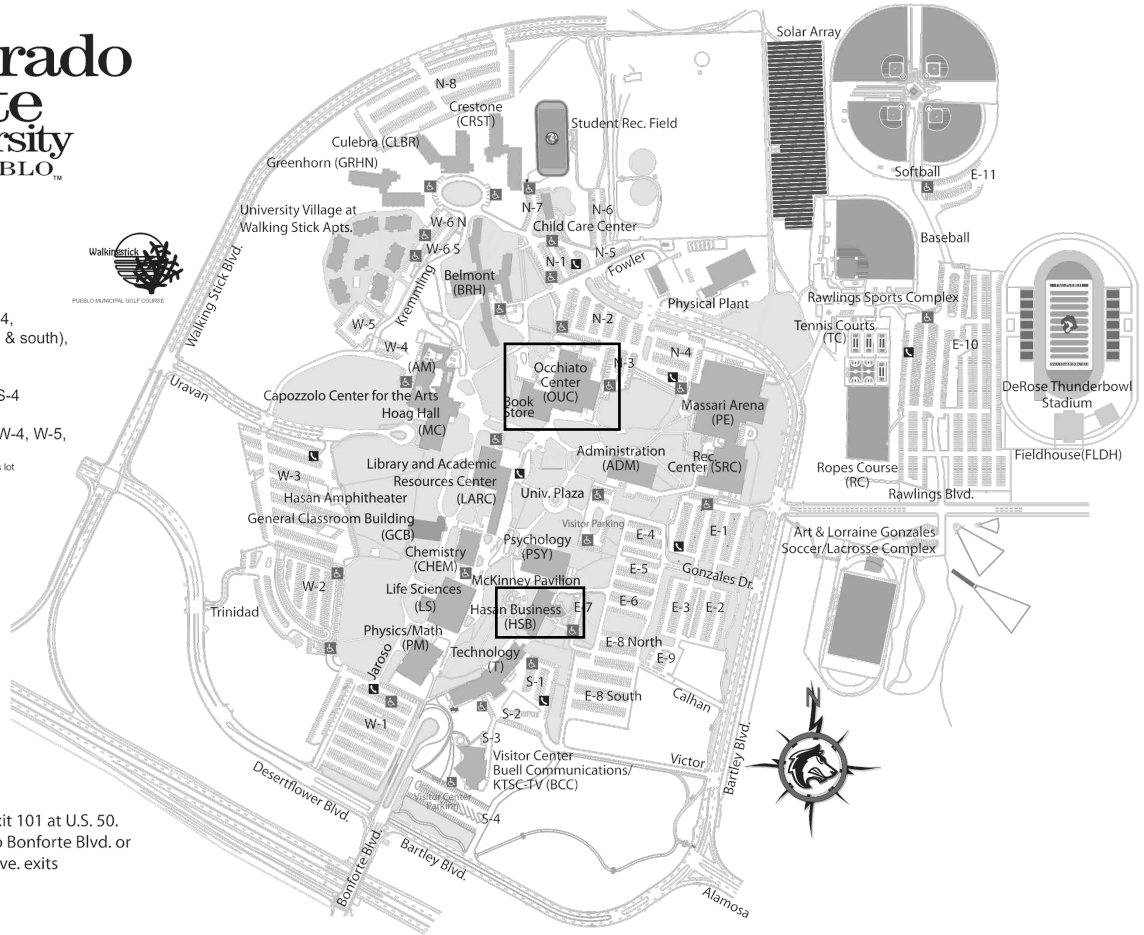 rado
te
rsity
BLO
TM
Walkingstick
PUEBLO MUNICIPAL GOLF COURSE
4,
& south),
S-4
W-4, W-5,
s lot
xit 101 at U.S. 50.
o Bonforte Blvd. or
ve. exits
Solar Array
N-8
Crestone
(CRST)
Student Rec. Field
Culebra (CLBR)
Greenhorn (GRHN)
Softball
E-11
University Village at
Walking Stick Apts.
W-6 N
W-6 S
N-7
N-6
Child Care Center
N-5
N-1
Fowler
Baseball
Walking Stick Blvd.
Belmont
(BRH)
Kremmling
Physical Plant
Rawlings Sports Complex
W-5
N-2
Tennis Courts
(TC)
E-10
W-4
(AM)
Occhiato
Center
(OUC)
N-3
N-4
Uravan
Capozzolo Center for the Arts
Hoag Hall
(MC)
Book
Store
Massari Arena
(PE)
DeRose Thunderbowl
Stadium
Fieldhouse(FLDH)
W-3
Library and Academic
Resources Center
(LARC)
Administration
(ADM)
Rec.
Center
(SRC)
Ropes Course
(RC)
Rawlings Blvd.
Hasan Amphitheater
Univ. Plaza
General Classroom Building
(GCB)
Visitor Parking
E-4
E-1
Art & Lorraine Gonzales
Soccer/Lacrosse Complex
Psychology
(PSY)
Chemistry
(CHEM)
E-5
Gonzales Dr.
McKinney Pavilion
W-2
Life Sciences
(LS)
Hasan Business
(HSB)
E-7
E-6
E-3
E-2
Trinidad
Physics/Math
(PM)
E-8 North
Jaroso
Technology
(T)
E-9
S-1
E-8 South
Calhan
N
W-1
S-2
S-3
Visitor Center
Buell Communications/
KTSC-TV (BCC)
Victor
Bartley Blvd.
Desertflower Blvd.
Visitor Center
Parking
S-4
Bonforte Blvd.
Bartley Blvd.
Alamosa